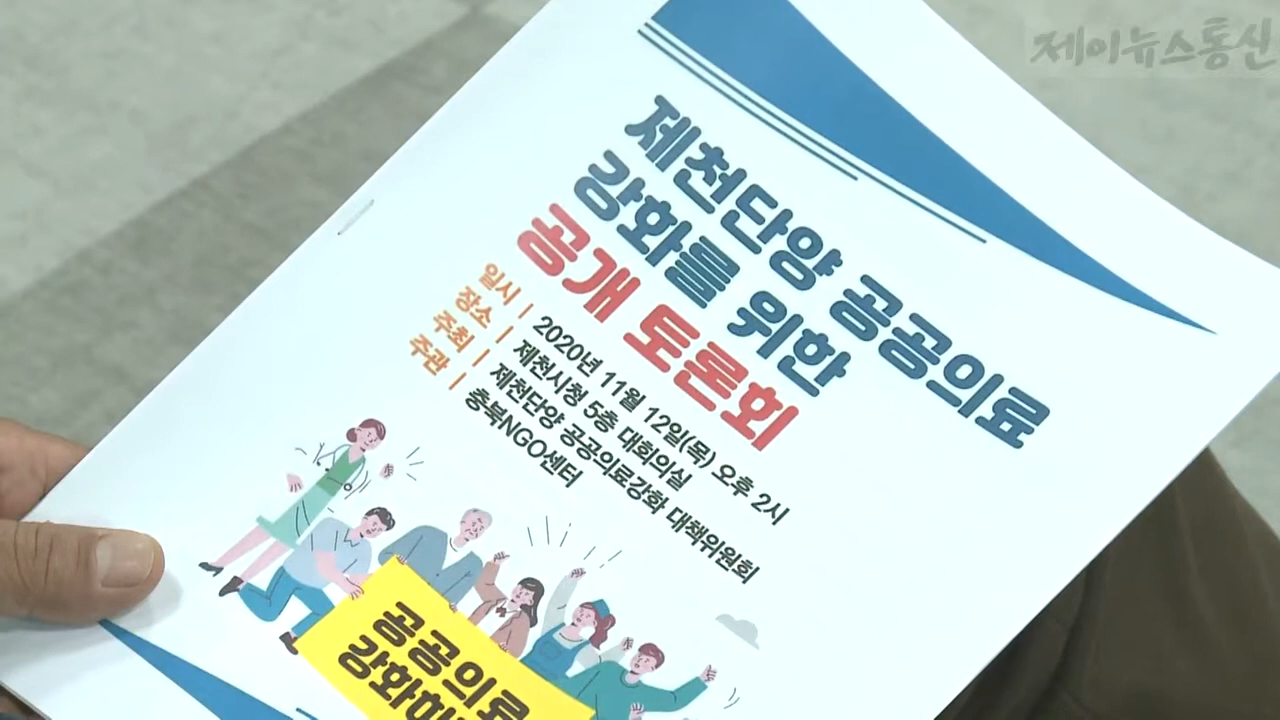 제이뉴스통신
제천단양 공공의료
강화를 위한
공개 토론회
일시 | 2020년 11월 12일(목) 오후 2시
장소 | 제천시청 5층 대회의실
주최 | 제천단양 공공의료강화 대책위원회
주관 | 충북NGO센터
공공의료